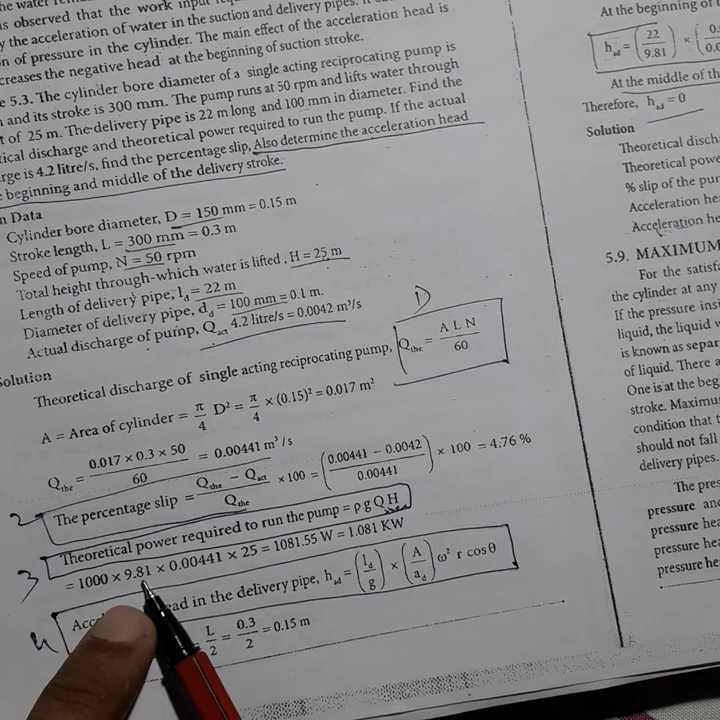 is observed that the work input
y the acceleration of water in the suction and delivery pipes.
on of pressure in the cylinder. The main effect of the acceleration head is
creases the negative head at the beginning of suction stroke.
e 5.3. The cylinder bore diameter of a single acting reciprocating pump is
and its stroke is 300 mm. The pump runs at 50 rpm and lifts water through
t of 25 m. The delivery pipe is 22 m long and 100 mm in diameter. Find the
tical discharge and theoretical power required to run the pump. If the actual
rge is 4.2 litre/s, find the percentage slip, Also determine the acceleration head
beginning and middle of the delivery stroke.
n Data
Cylinder bore diameter, D = 150 mm = 0.15 m
Stroke length, L = 300 mm = 0.3 m
Speed of pump, N = 50 rpm
Total height through-which water is lifted, H = 25 m
Length of delivery pipe, l_d = 22 m
Diameter of delivery pipe, d_d = 100 mm = 0.1 m.
Actual discharge of pump, Q_act 4.2 litre/s = 0.0042 m³/s
Solution
Theoretical discharge of single acting reciprocating pump, Q_the = A L N / 60
A = Area of cylinder = π/4 D² = π/4 × (0.15)² = 0.017 m²
Q_the = 0.017 × 0.3 × 50 / 60 = 0.00441 m³/s
2 The percentage slip = (Q_the − Q_act) / Q_the × 100 = ((0.00441 − 0.0042) / 0.00441) × 100 = 4.76 %
Theoretical power required to run the pump = ρ g Q H
3 = 1000 × 9.81 × 0.00441 × 25 = 1081.55 W = 1.081 KW
4 Acc ead in the delivery pipe, h_ad = (l_d / g) × (A / a_d) ω² r cosθ
L/2 = 0.3/2 = 0.15 m
At the beginning of
h_ad = (22 / 9.81) ×
At the middle of th
Therefore, h_ad = 0
Solution
Theoretical disch
Theoretical powe
% slip of the pur
Acceleration he
Acceleration he
5.9. MAXIMUM
For the satisfa
the cylinder at any
If the pressure insi
liquid, the liquid
is known as separ
of liquid. There a
One is at the beg
stroke. Maximu
condition that t
should not fall
delivery pipes.
The pres
pressure and
pressure hea
pressure hea
pressure he